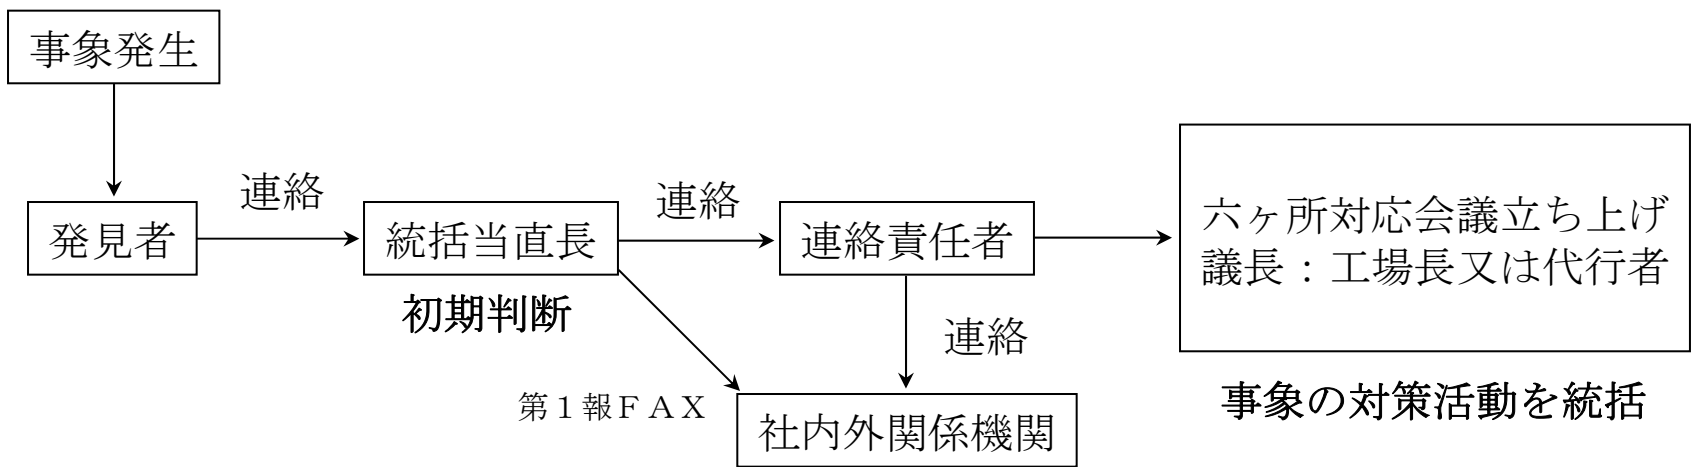 事象発生
連絡
連絡
発見者
統括当直長
連絡責任者
六ヶ所対応会議立ち上げ
議長：工場長又は代行者
初期判断
連絡
事象の対策活動を統括
第１報ＦＡＸ
社内外関係機関